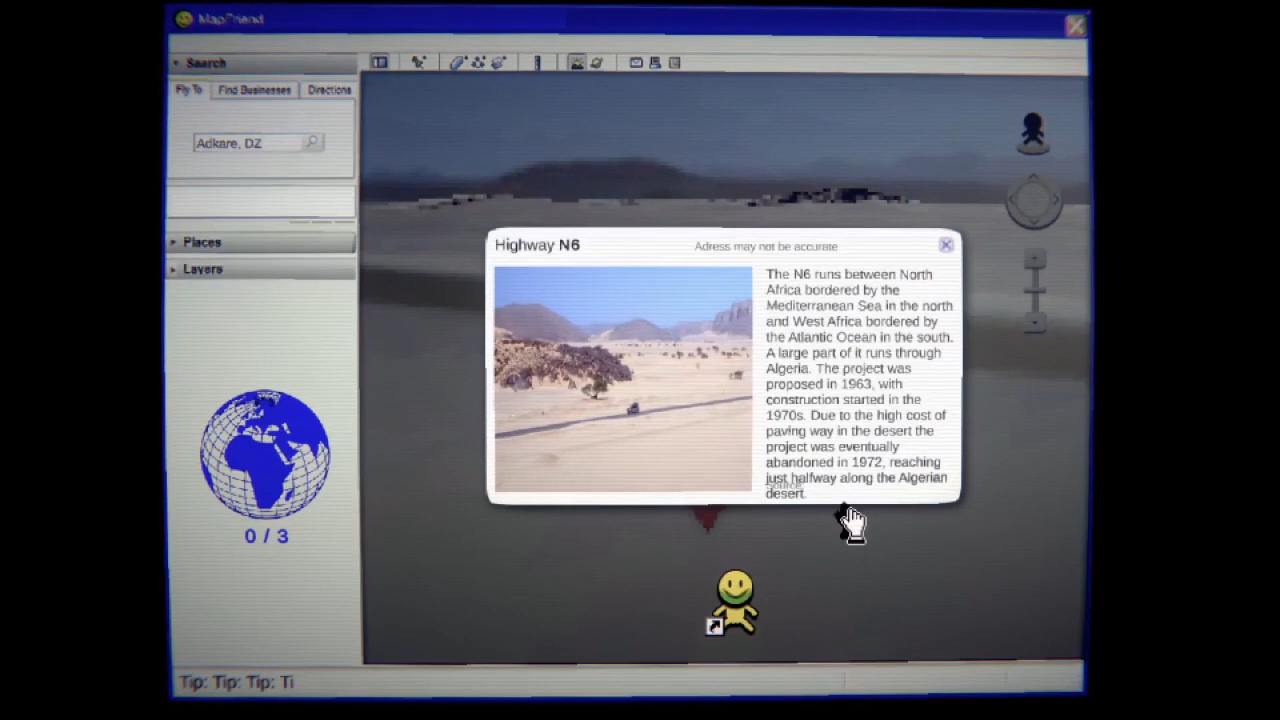 MapFriend
Search
Fly To Find Businesses Directions
Adkare, DZ
Places
Layers
0 / 3
Highway N6
Adress may not be accurate
The N6 runs between North
Africa bordered by the
Mediterranean Sea in the north
and West Africa bordered by
the Atlantic Ocean in the south.
A large part of it runs through
Algeria. The project was
proposed in 1963, with
construction started in the
1970s. Due to the high cost of
paving way in the desert the
project was eventually
abandoned in 1972, reaching
just halfway along the Algerian
desert.
Source
Tip: Tip: Tip: Ti